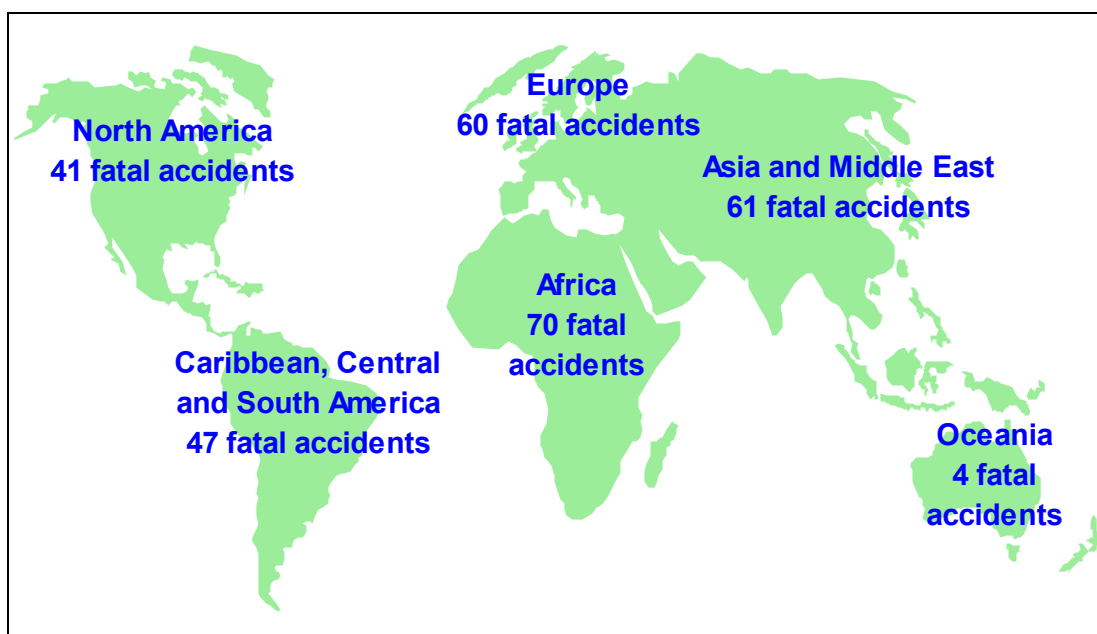 North America
41 fatal accidents
Europe
60 fatal accidents
Asia and Middle East
61 fatal accidents
Africa
70 fatal
accidents
Caribbean, Central
and South America
47 fatal accidents
Oceania
4 fatal
accidents